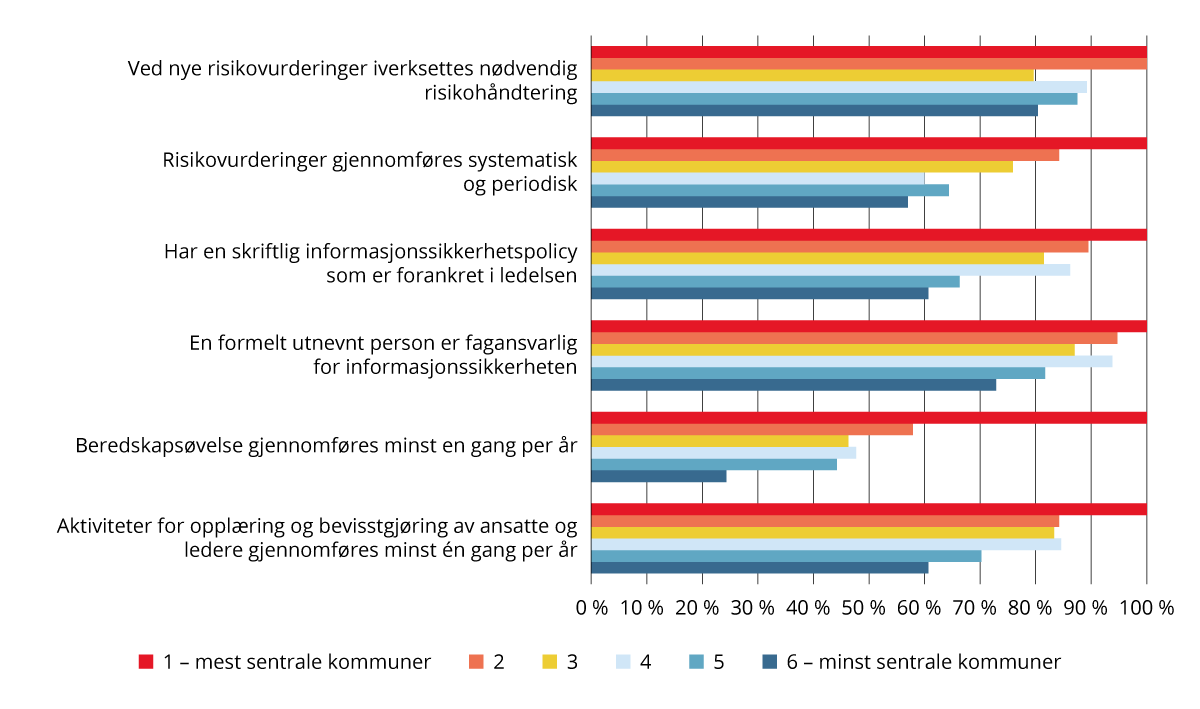 Ved nye risikovurderinger iverksettes nødvendig
risikohåndtering
Risikovurderinger gjennomføres systematisk
og periodisk
Har en skriftlig informasjonssikkerhetspolicy
som er forankret i ledelsen
En formelt utnevnt person er fagansvarlig
for informasjonssikkerheten
Beredskapsøvelse gjennomføres minst en gang per år
Aktiviteter for opplæring og bevisstgjøring av ansatte og
ledere gjennomføres minst én gang per år
0 % 10 % 20 % 30 % 40 % 50 % 60 % 70 % 80 % 90 % 100 %
1 – mest sentrale kommuner 2 3 4 5 6 – minst sentrale kommuner